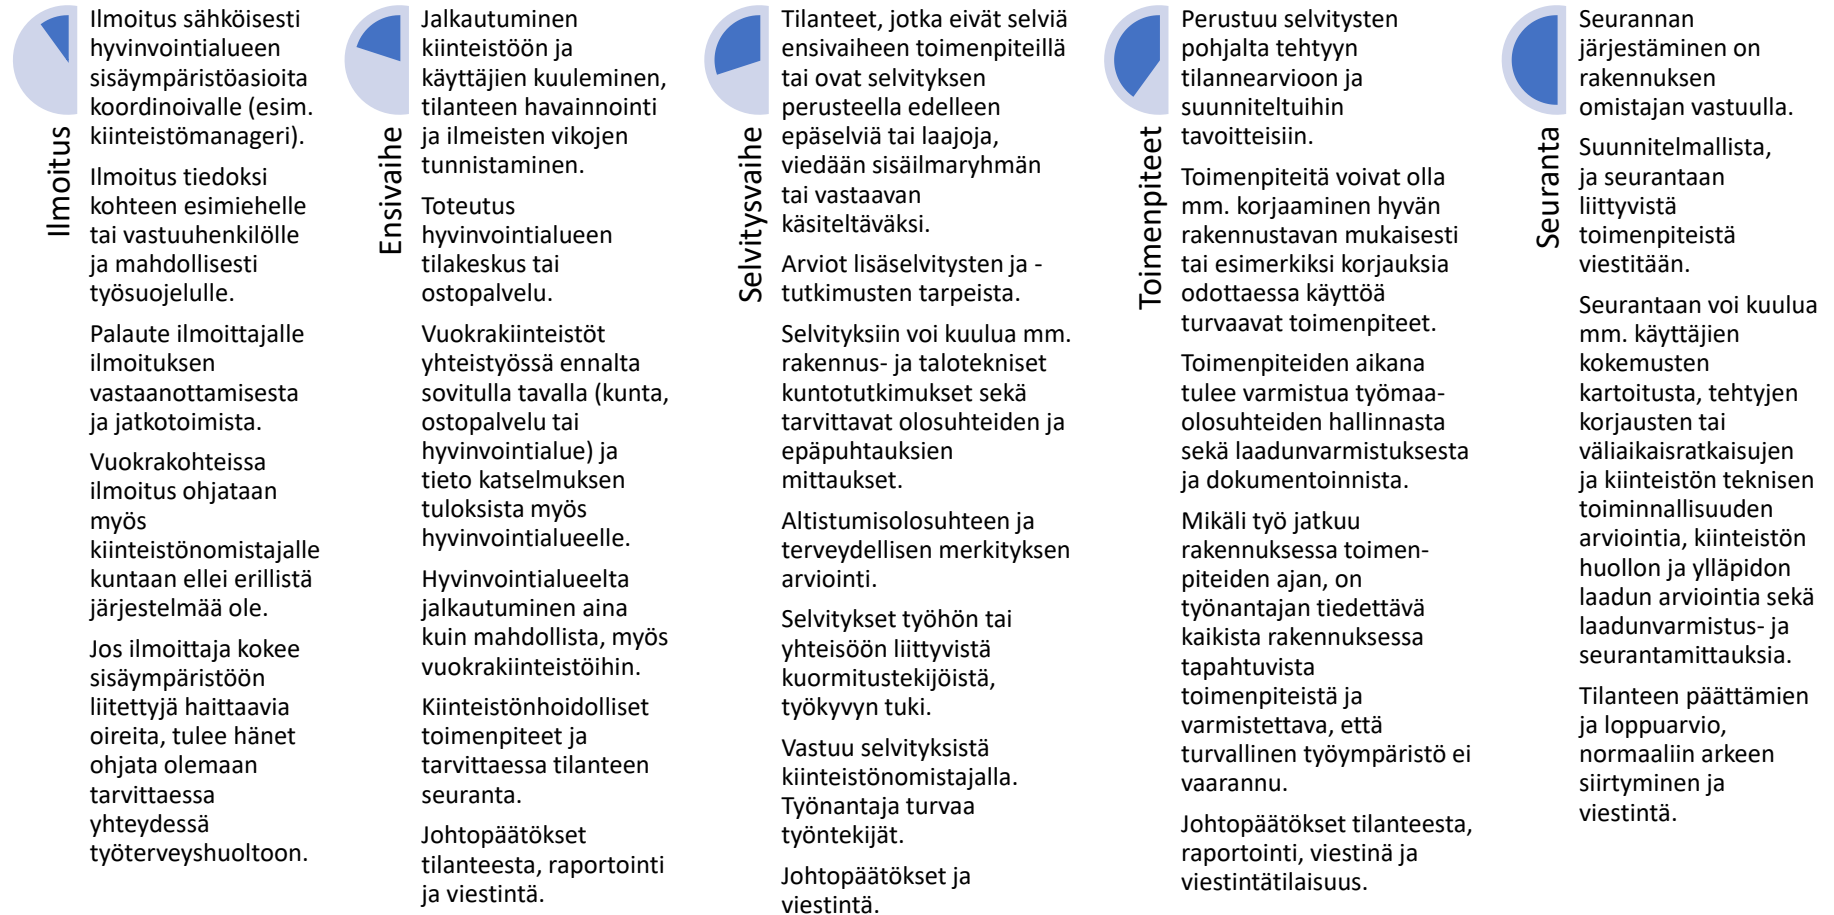 Ilmoitus
Ilmoitus sähköisesti
hyvinvointialueen
sisäympäristöasioita
koordinoivalle (esim.
kiinteistömanageri).
Ilmoitus tiedoksi
kohteen esimiehelle
tai vastuuhenkilölle
ja mahdollisesti
työsuojelulle.
Palaute ilmoittajalle
ilmoituksen
vastaanottamisesta
ja jatkotoimista.
Vuokrakohteissa
ilmoitus ohjataan
myös
kiinteistönomistajalle
kuntaan ellei erillistä
järjestelmää ole.
Jos ilmoittaja kokee
sisäympäristöön
liitettyjä haittaavia
oireita, tulee hänet
ohjata olemaan
tarvittaessa
yhteydessä
työterveyshuoltoon.
Ensivaihe
Jalkautuminen
kiinteistöön ja
käyttäjien kuuleminen,
tilanteen havainnointi
ja ilmeisten vikojen
tunnistaminen.
Toteutus
hyvinvointialueen
tilakeskus tai
ostopalvelu.
Vuokrakiinteistöt
yhteistyössä ennalta
sovitulla tavalla (kunta,
ostopalvelu tai
hyvinvointialue) ja
tieto katselmuksen
tuloksista myös
hyvinvointialueelle.
Hyvinvointialueelta
jalkautuminen aina
kuin mahdollista, myös
vuokrakiinteistöihin.
Kiinteistönhoidolliset
toimenpiteet ja
tarvittaessa tilanteen
seuranta.
Johtopäätökset
tilanteesta, raportointi
ja viestintä.
Selvitysvaihe
Tilanteet, jotka eivät selviä
ensivaiheen toimenpiteillä
tai ovat selvityksen
perusteella edelleen
epäselviä tai laajoja,
viedään sisäilmaryhmän
tai vastaavan
käsiteltäväksi.
Arviot lisäselvitysten ja -
tutkimusten tarpeista.
Selvityksiin voi kuulua mm.
rakennus- ja talotekniset
kuntotutkimukset sekä
tarvittavat olosuhteiden ja
epäpuhtauksien
mittaukset.
Altistumisolosuhteen ja
terveydellisen merkityksen
arviointi.
Selvitykset työhön tai
yhteisöön liittyvistä
kuormitustekijöistä,
työkyvyn tuki.
Vastuu selvityksistä
kiinteistönomistajalla.
Työnantaja turvaa
työntekijät.
Johtopäätökset ja
viestintä.
Toimenpiteet
Perustuu selvitysten
pohjalta tehtyyn
tilannearvioon ja
suunniteltuihin
tavoitteisiin.
Toimenpiteitä voivat olla
mm. korjaaminen hyvän
rakennustavan mukaisesti
tai esimerkiksi korjauksia
odottaessa käyttöä
turvaavat toimenpiteet.
Toimenpiteiden aikana
tulee varmistua työmaa-
olosuhteiden hallinnasta
sekä laadunvarmistuksesta
ja dokumentoinnista.
Mikäli työ jatkuu
rakennuksessa toimen-
piteiden ajan, on
työnantajan tiedettävä
kaikista rakennuksessa
tapahtuvista
toimenpiteistä ja
varmistettava, että
turvallinen työympäristö ei
vaarannu.
Johtopäätökset tilanteesta,
raportointi, viestinä ja
viestintätilaisuus.
Seuranta
Seurannan
järjestäminen on
rakennuksen
omistajan vastuulla.
Suunnitelmallista,
ja seurantaan
liittyvistä
toimenpiteistä
viestitään.
Seurantaan voi kuulua
mm. käyttäjien
kokemusten
kartoitusta, tehtyjen
korjausten tai
väliaikaisratkaisujen
ja kiinteistön teknisen
toiminnallisuuden
arviointia, kiinteistön
huollon ja ylläpidon
laadun arviointia sekä
laadunvarmistus- ja
seurantamittauksia.
Tilanteen päättämien
ja loppuarvio,
normaaliin arkeen
siirtyminen ja
viestintä.